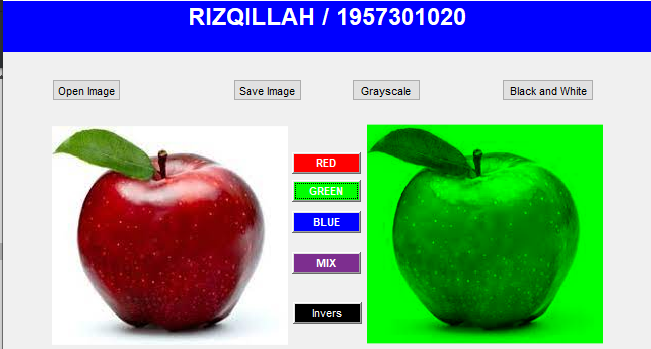 RIZQILLAH / 1957301020
Open Image
Save Image
Grayscale
Black and White
RED
GREEN
BLUE
MIX
Invers